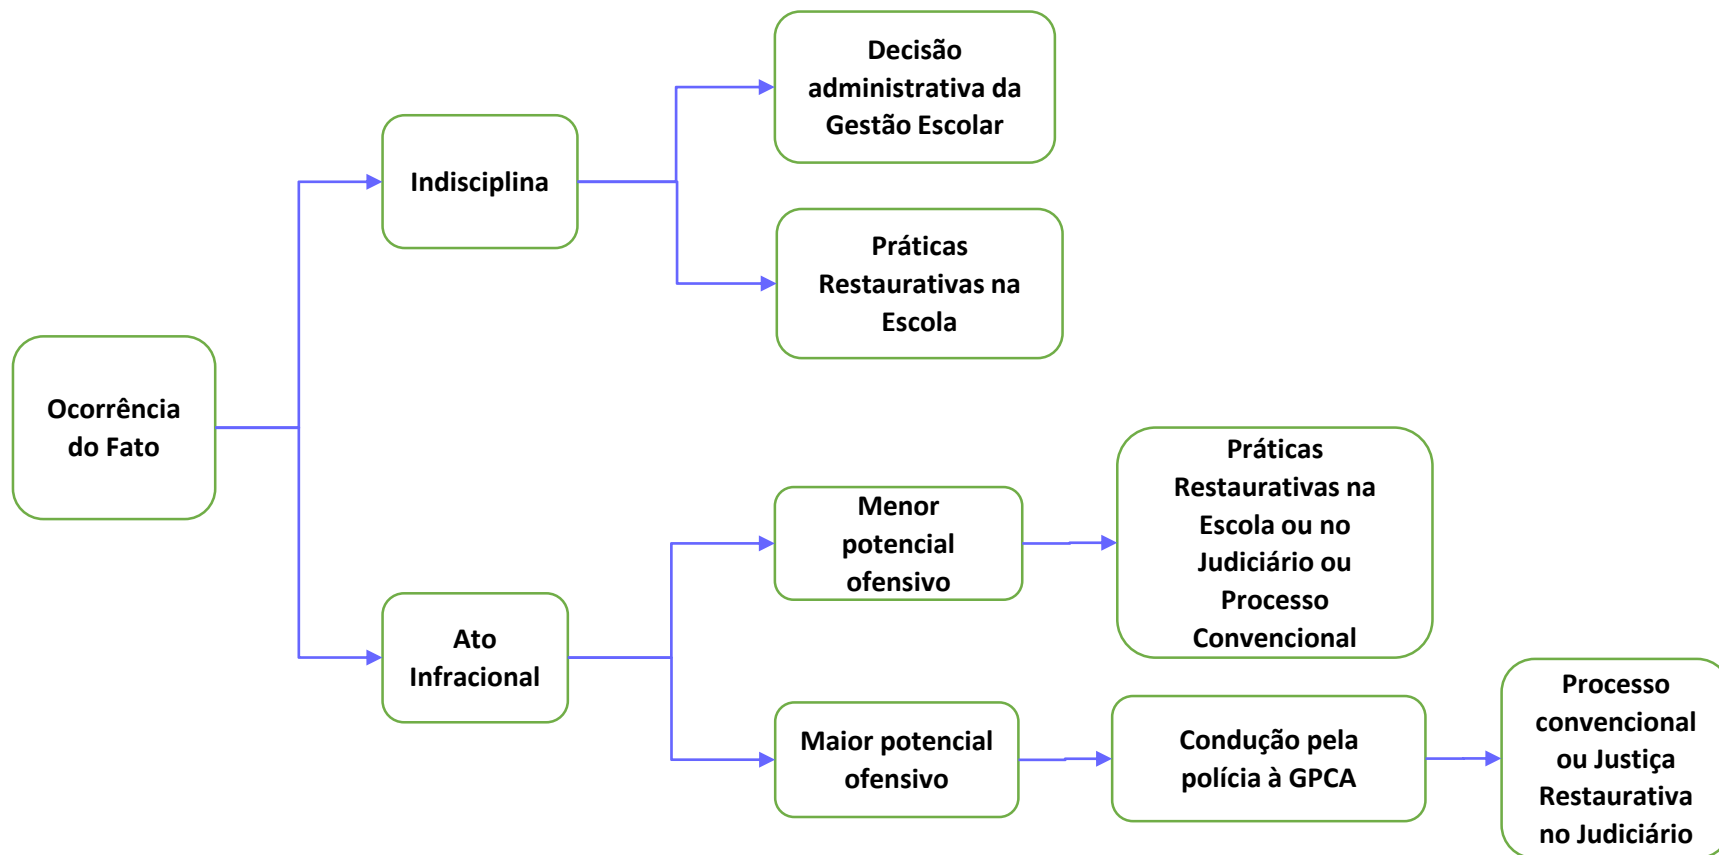 Decisão
administrativa da
Gestão Escolar
Indisciplina
Práticas
Restaurativas na
Escola
Ocorrência
do Fato
Práticas
Restaurativas na
Escola ou no
Judiciário ou
Processo
Convencional
Menor
potencial
ofensivo
Ato
Infracional
Maior potencial
ofensivo
Condução pela
polícia à GPCA
Processo
convencional
ou Justiça
Restaurativa
no Judiciário